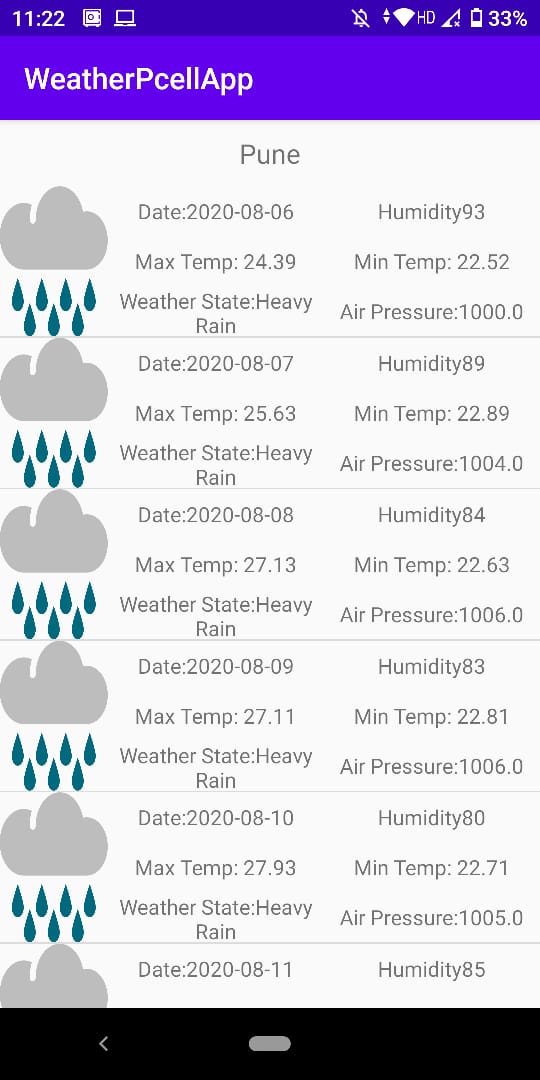 11:22 HD 33%
WeatherPcellApp
Pune
Date:2020-08-06 Humidity93
Max Temp: 24.39 Min Temp: 22.52
Weather State:Heavy
Rain
Air Pressure:1000.0
Date:2020-08-07 Humidity89
Max Temp: 25.63 Min Temp: 22.89
Weather State:Heavy
Rain
Air Pressure:1004.0
Date:2020-08-08 Humidity84
Max Temp: 27.13 Min Temp: 22.63
Weather State:Heavy
Rain
Air Pressure:1006.0
Date:2020-08-09 Humidity83
Max Temp: 27.11 Min Temp: 22.81
Weather State:Heavy
Rain
Air Pressure:1006.0
Date:2020-08-10 Humidity80
Max Temp: 27.93 Min Temp: 22.71
Weather State:Heavy
Rain
Air Pressure:1005.0
Date:2020-08-11 Humidity85